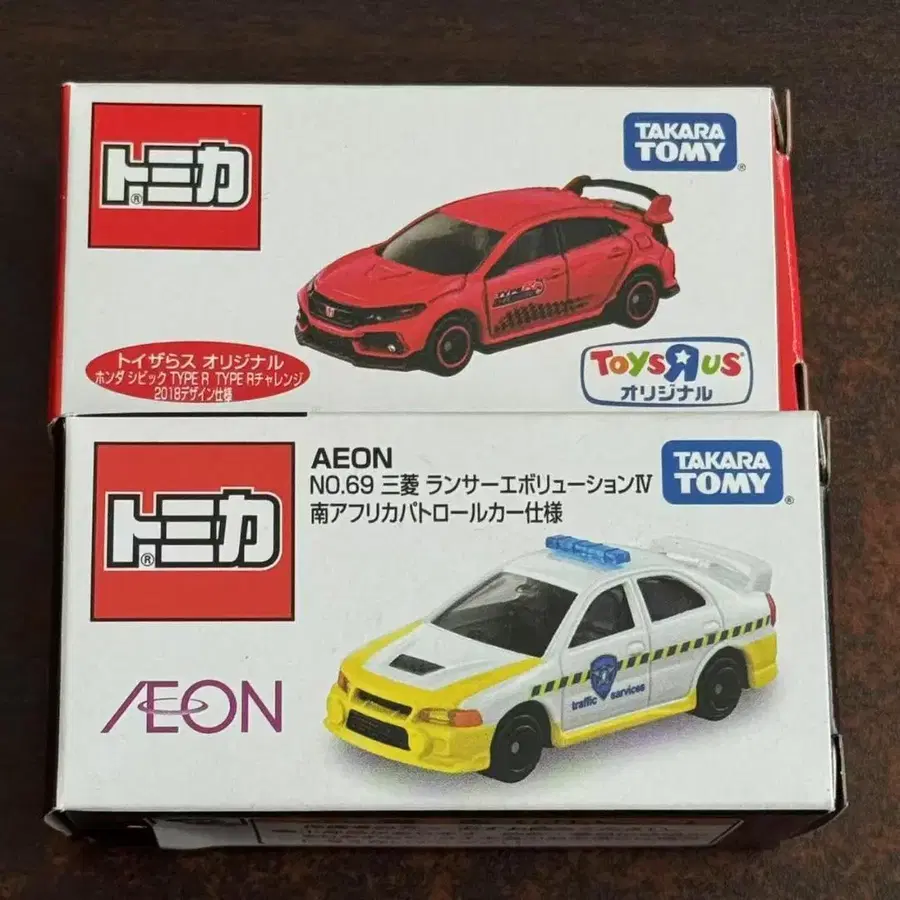 トミカ
®
TAKARA
TOMY
®
TYPE R
トイザらス オリジナル
ホンダ シビック TYPE R TYPE Rチャレンジ
2018デザイン仕様
TOYSRUS
オリジナル
トミカ
®
AEON
NO.69 三菱 ランサーエボリューションⅣ
南アフリカパトロールカー仕様
TAKARA
TOMY
®
AEON
traffic services